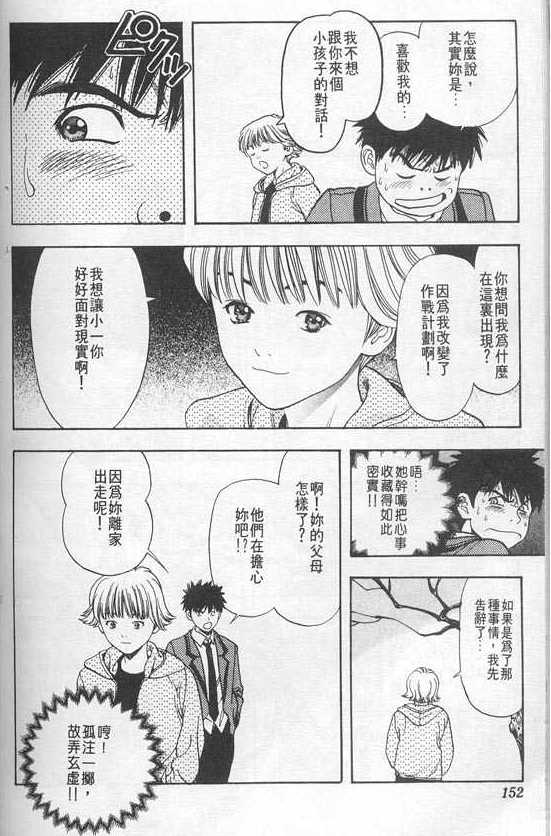 怎麼說，
其實妳是⋯
喜歡我的⋯
我不想
跟你來個
小孩子的對話！
ピクッ
你想問我爲什麼
在這裏出現？
因爲我改變了
作戰計劃啊！
我想讓小一你
好好面對現實啊！
唔⋯
她幹嘴把心事
收藏得如此
密實!!
如果是爲了那
種事情，我先
告辭了⋯
啊！妳的父母
怎樣了？
他們在擔心
妳吧!?
因爲妳離家
出走呢！
哼！
孤注一擲，
故弄玄虛!!
152